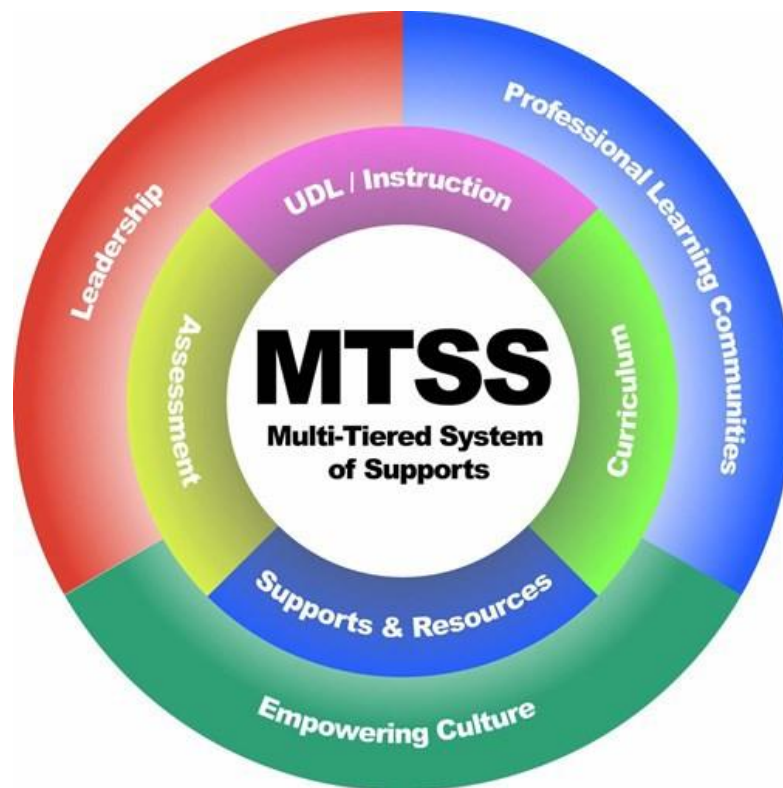 Leadership
Professional Learning Communities
UDL / Instruction
Assessment
Curriculum
MTSS
Multi-Tiered System
of Supports
Supports & Resources
Empowering Culture